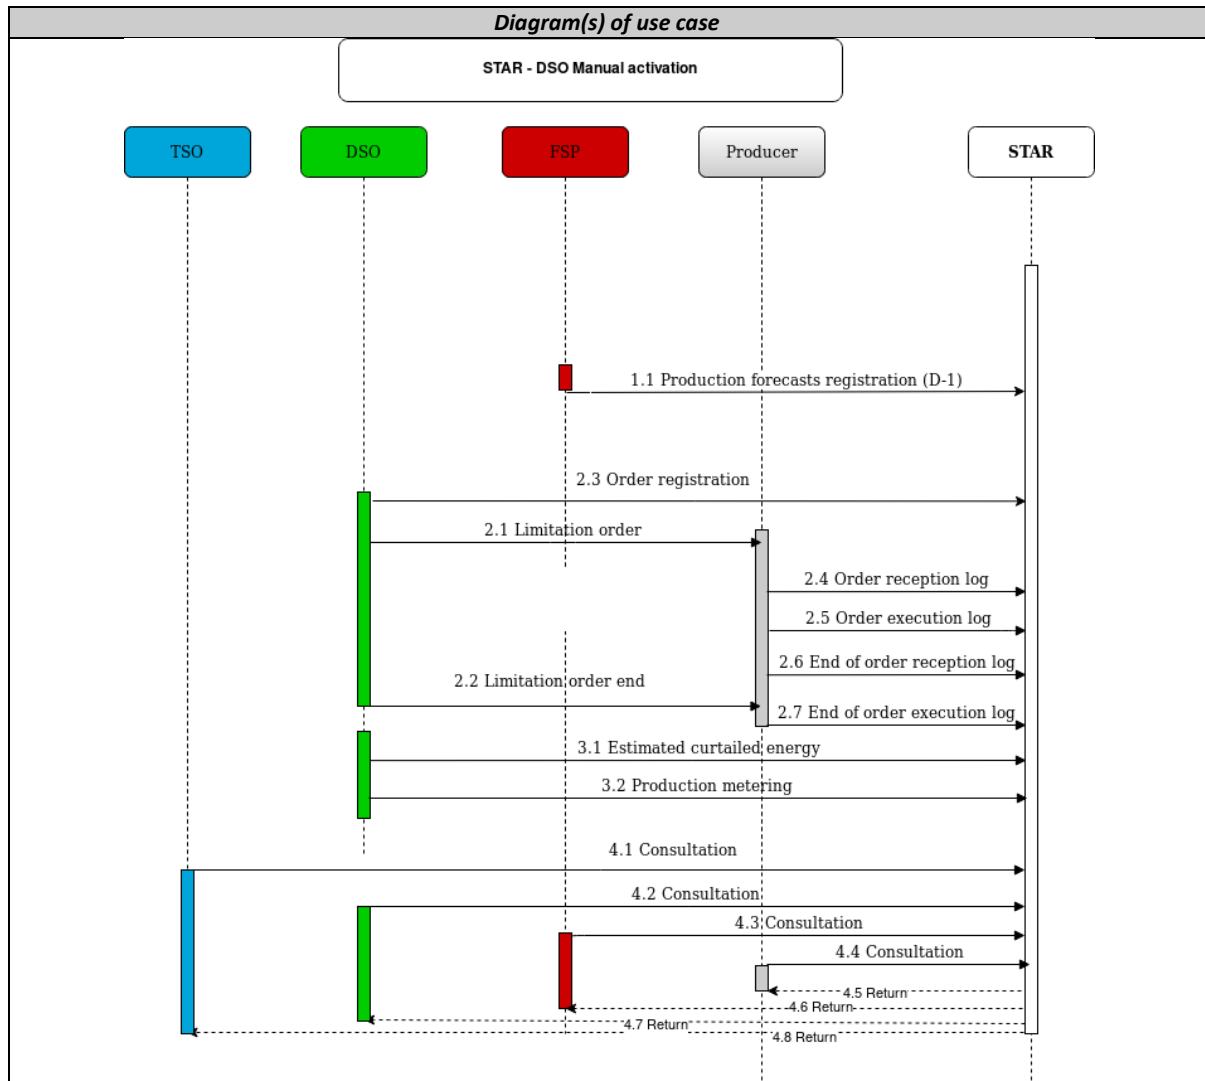 Diagram(s) of use case
STAR - DSO Manual activation
TSO
DSO
FSP
Producer
STAR
1.1 Production forecasts registration (D-1)
2.3 Order registration
2.1 Limitation order
2.4 Order reception log
2.5 Order execution log
2.6 End of order reception log
2.2 Limitation order end
2.7 End of order execution log
3.1 Estimated curtailed energy
3.2 Production metering
4.1 Consultation
4.2 Consultation
4.3 Consultation
4.4 Consultation
4.5 Return
4.6 Return
4.7 Return
4.8 Return